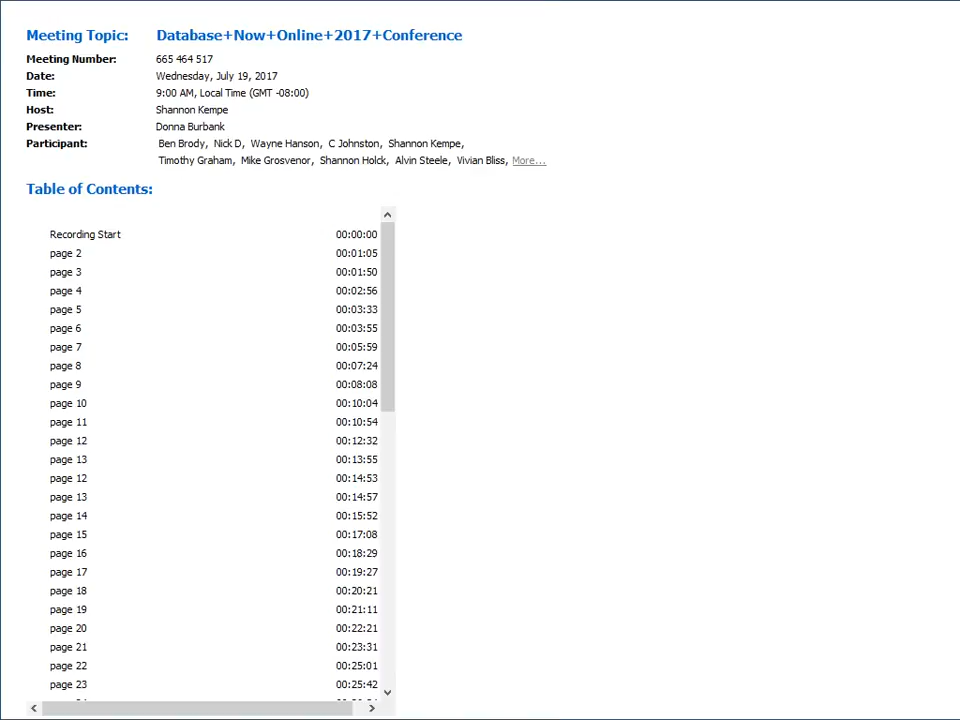 Meeting Topic: Database+Now+Online+2017+Conference
Meeting Number: 665 464 517
Date: Wednesday, July 19, 2017
Time: 9:00 AM, Local Time (GMT -08:00)
Host: Shannon Kempe
Presenter: Donna Burbank
Participant: Ben Brody, Nick D, Wayne Hanson, C Johnston, Shannon Kempe,
Timothy Graham, Mike Grosvenor, Shannon Holck, Alvin Steele, Vivian Bliss, More...
Table of Contents:
Recording Start 00:00:00
page 2 00:01:05
page 3 00:01:50
page 4 00:02:56
page 5 00:03:33
page 6 00:03:55
page 7 00:05:59
page 8 00:07:24
page 9 00:08:08
page 10 00:10:04
page 11 00:10:54
page 12 00:12:32
page 13 00:13:55
page 12 00:14:53
page 13 00:14:57
page 14 00:15:52
page 15 00:17:08
page 16 00:18:29
page 17 00:19:27
page 18 00:20:21
page 19 00:21:11
page 20 00:22:21
page 21 00:23:31
page 22 00:25:01
page 23 00:25:42